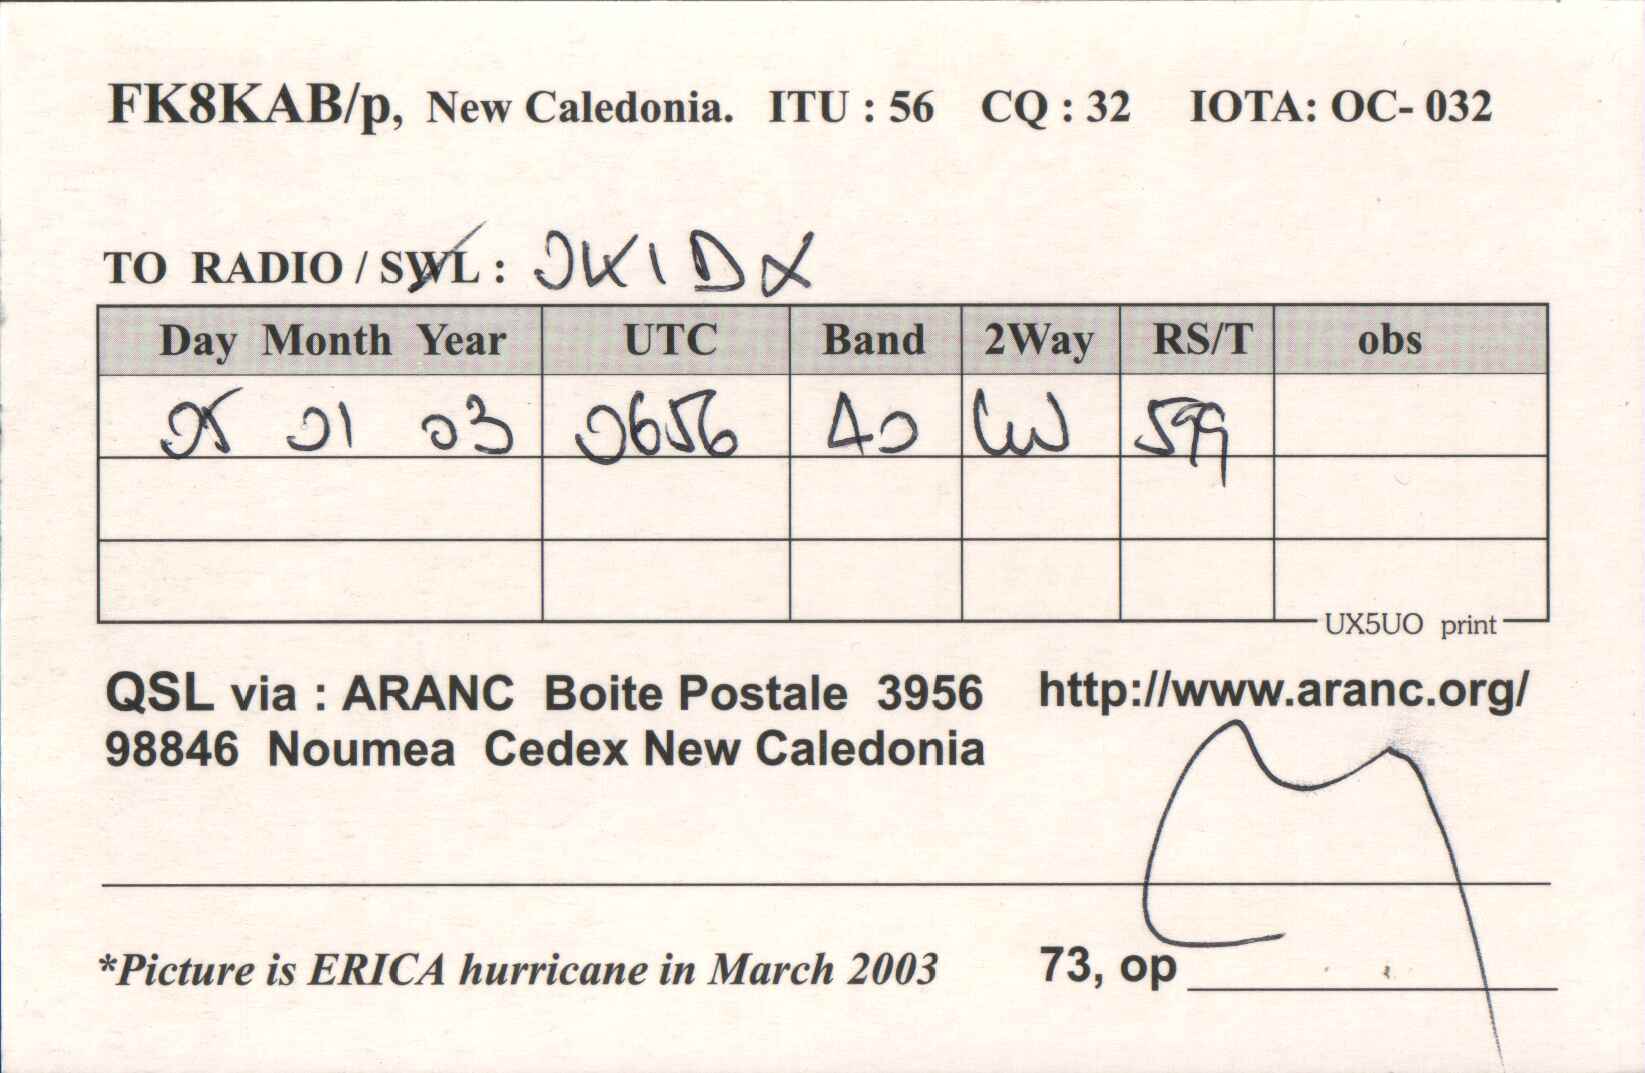 FK8KAB/p, New Caledonia. ITU : 56 CQ : 32 IOTA: OC- 032
TO RADIO / SWL : OK1DX
Day Month Year UTC Band 2Way RS/T obs
05 01 03 0656 40 CW 599
UX5UO print
QSL via : ARANC Boite Postale 3956 http://www.aranc.org/
98846 Noumea Cedex New Caledonia
*Picture is ERICA hurricane in March 2003 73, op